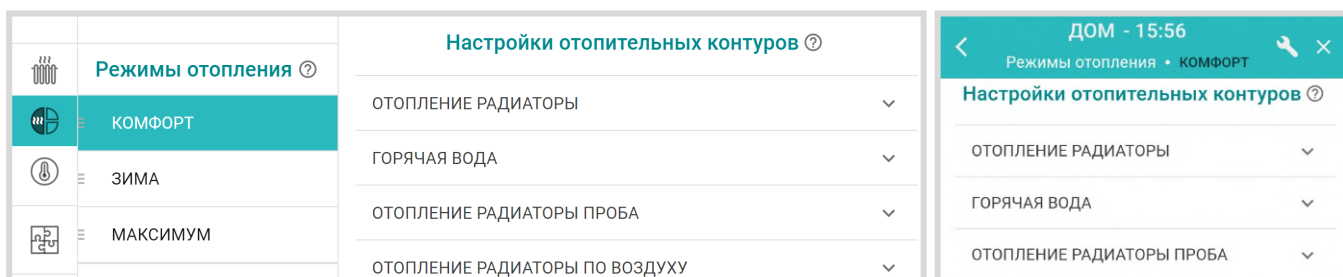 Режимы отопления
КОМФОРТ
ЗИМА
МАКСИМУМ
Настройки отопительных контуров
ОТОПЛЕНИЕ РАДИАТОРЫ
ГОРЯЧАЯ ВОДА
ОТОПЛЕНИЕ РАДИАТОРЫ ПРОБА
ОТОПЛЕНИЕ РАДИАТОРЫ ПО ВОЗДУХУ
ДОМ - 15:56
Режимы отопления • КОМФОРТ
Настройки отопительных контуров
ОТОПЛЕНИЕ РАДИАТОРЫ
ГОРЯЧАЯ ВОДА
ОТОПЛЕНИЕ РАДИАТОРЫ ПРОБА